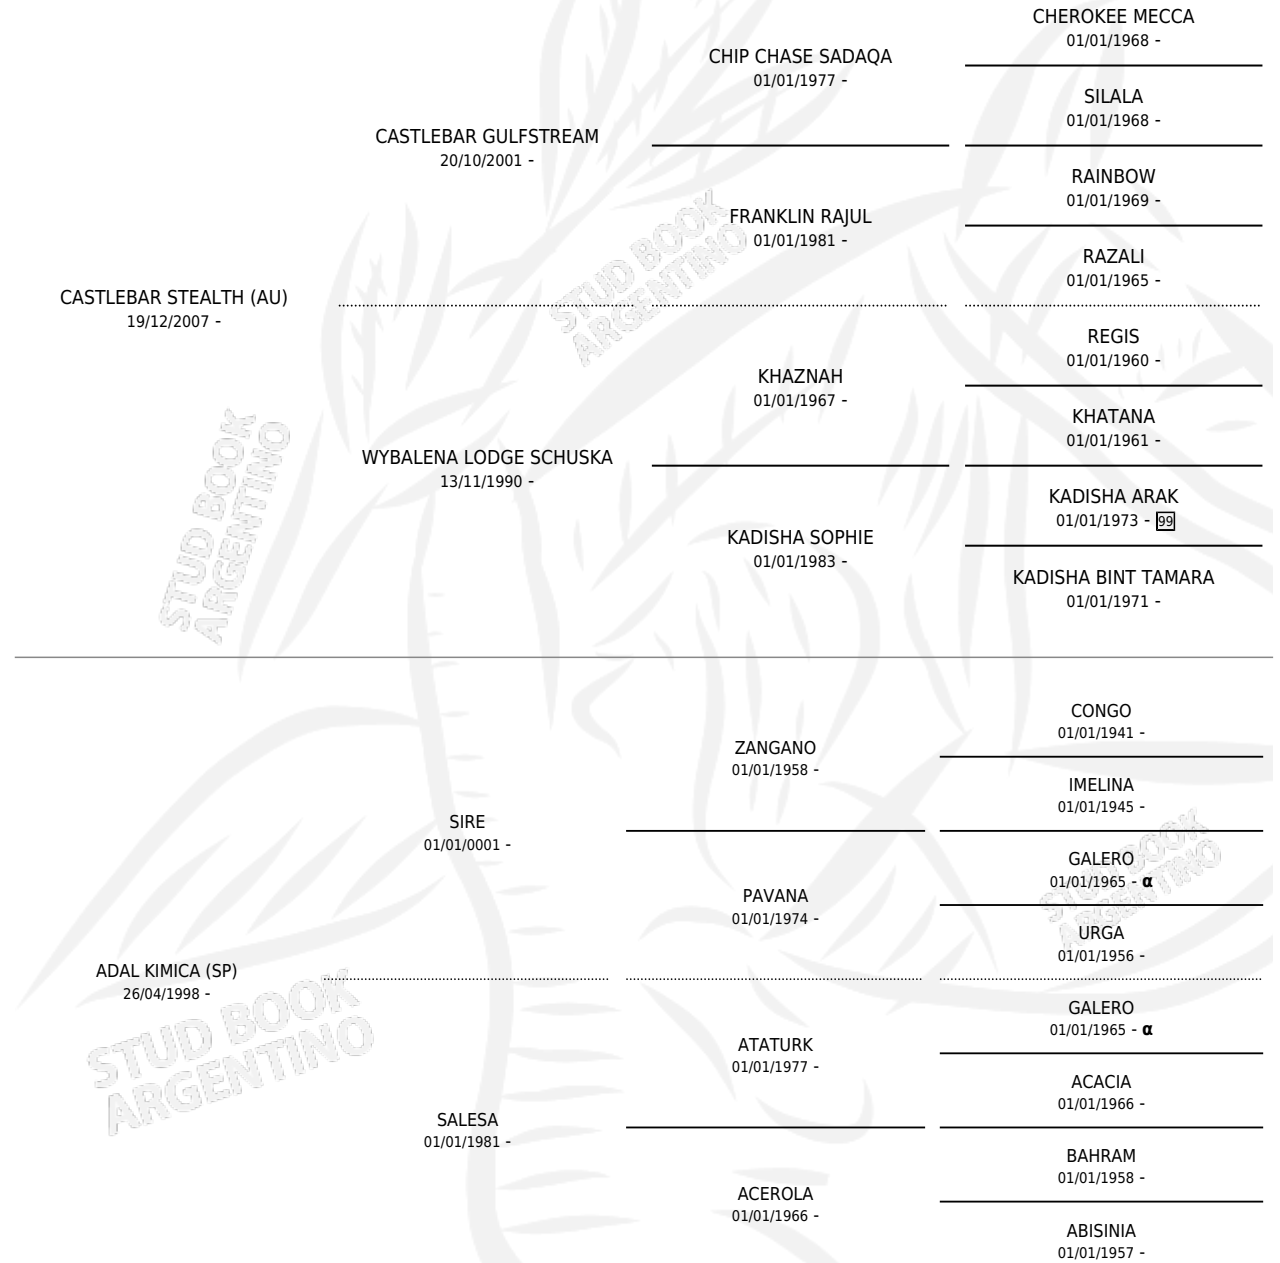 CHEROKEE MECCA
01/01/1968 -
CHIP CHASE SADAQA
01/01/1977 -
SILALA
01/01/1968 -
CASTLEBAR GULFSTREAM
20/10/2001 -
RAINBOW
01/01/1969 -
FRANKLIN RAJUL
01/01/1981 -
RAZALI
01/01/1965 -
CASTLEBAR STEALTH (AU)
19/12/2007 -
REGIS
01/01/1960 -
KHAZNAH
01/01/1967 -
KHATANA
01/01/1961 -
WYBALENA LODGE SCHUSKA
13/11/1990 -
KADISHA ARAK
01/01/1973 - 99
KADISHA SOPHIE
01/01/1983 -
KADISHA BINT TAMARA
01/01/1971 -
CONGO
01/01/1941 -
ZANGANO
01/01/1958 -
IMELINA
01/01/1945 -
SIRE
01/01/0001 -
GALERO
01/01/1965 - α
PAVANA
01/01/1974 -
URGA
01/01/1956 -
ADAL KIMICA (SP)
26/04/1998 -
GALERO
01/01/1965 - α
ATATURK
01/01/1977 -
ACACIA
01/01/1966 -
SALESA
01/01/1981 -
BAHRAM
01/01/1958 -
ACEROLA
01/01/1966 -
ABISINIA
01/01/1957 -
STUD BOOK
ARGENTINO
STUD BOOK
ARGENTINO
STUD BOOK
ARGENTINO
STUD BOOK
ARGENTINO